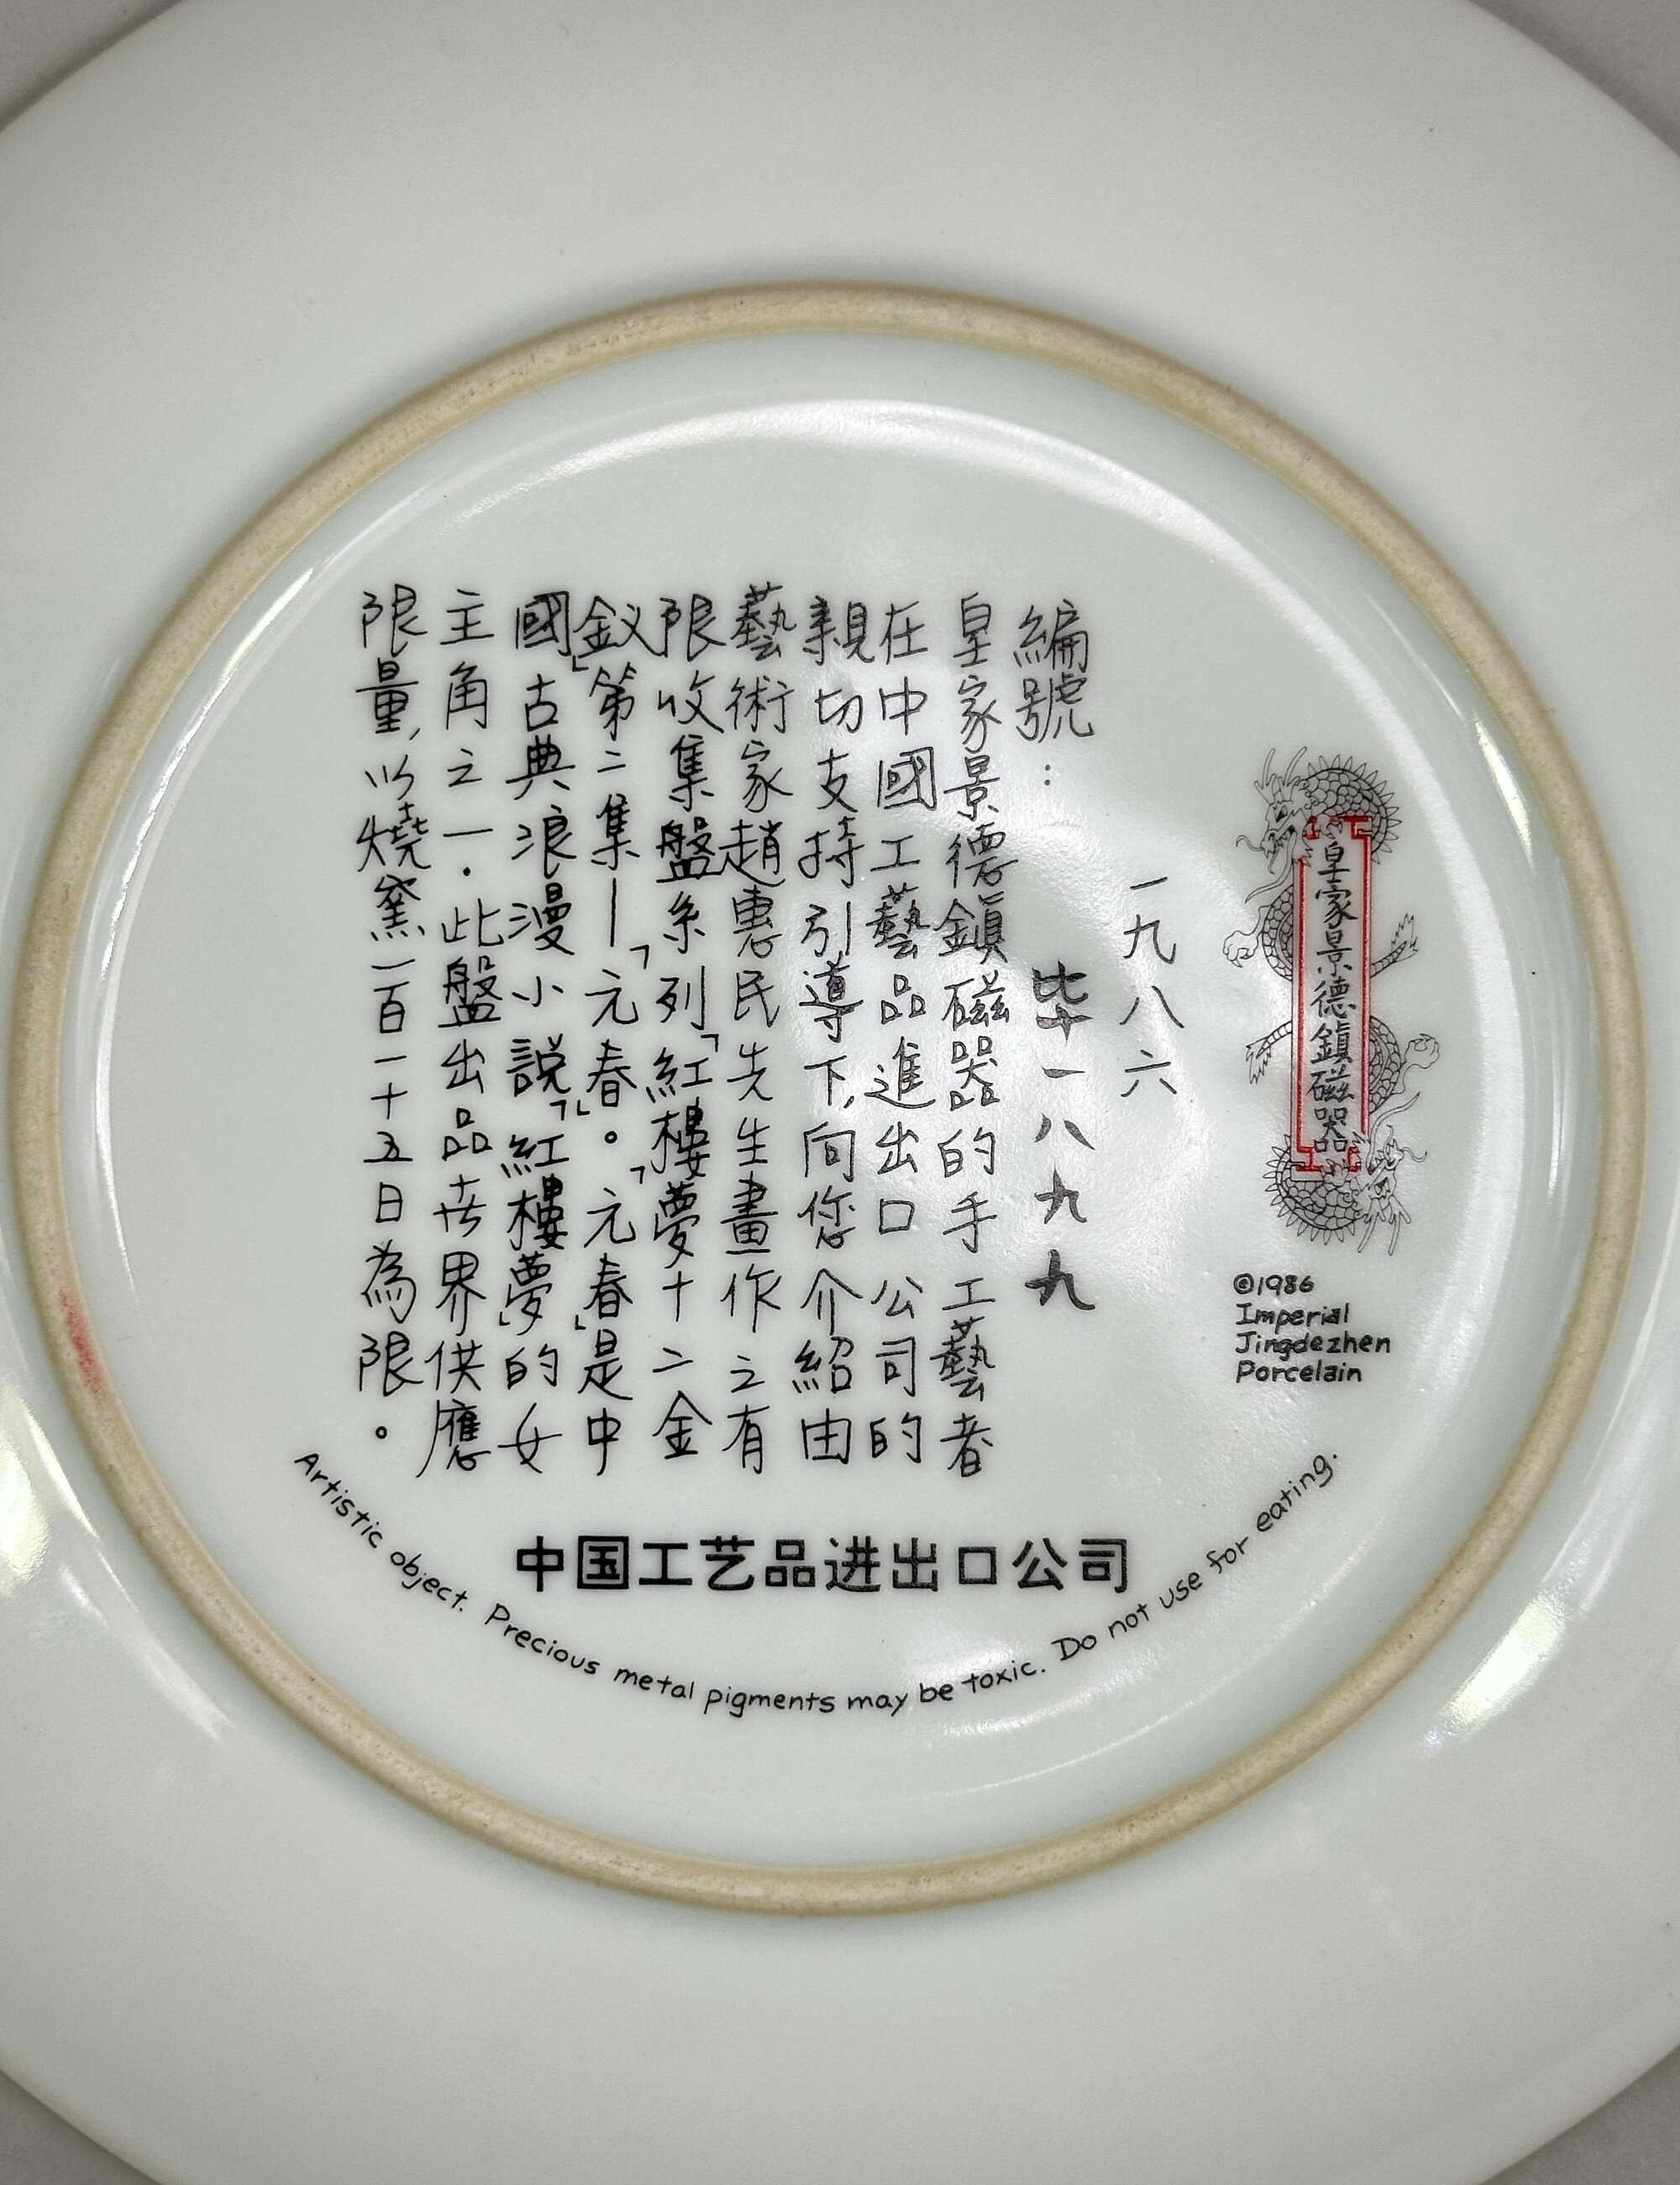 皇家景德鎮磁器
©1986
Imperial
Jingdezhen
Porcelain
一九八六
編號: 毕一八九九
皇家景德鎮磁器的手工藝者
在中國工藝品進出口公司的
親切支持引導下,向您介紹由
藝術家趙惠民先生畫作之有
限收集盤系列「紅樓夢十二金
釵」第二集—「元春」。「元春」是中
國古典浪漫小說「紅樓夢」的女
主角之一.此盤出品世界供應
限量,以燒窯一百一十五日為限。
中国工艺品进出口公司
Artistic object. Precious metal pigments may be toxic. Do not use for eating.